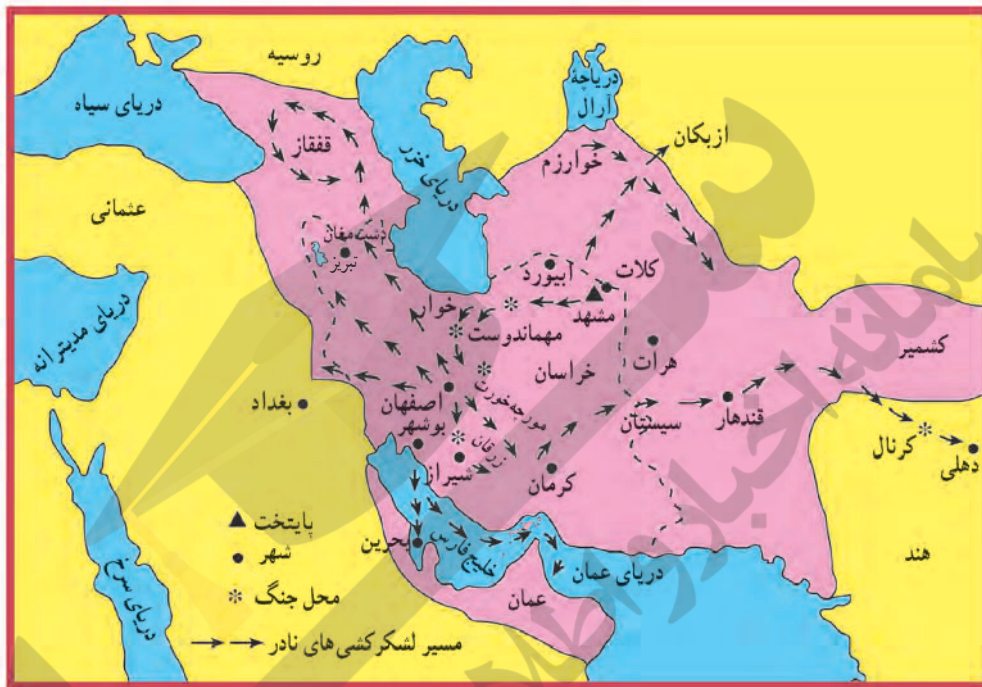 روسیه
دریاچهٔ
آرال
دریای سیاه
ازبکان
قفقاز
خوارزم
دریای خزر
عثمانی
دشت مغان
تبریز
ابیورد
کلات
خوار
مشهد
مهماندوست
دریای مدیترانه
کشمیر
هرات
خراسان
مورچه‌خورت
اصفهان
بغداد
بوشهر
قندهار
سیستان
زرقان
کرنال
دهلی
شیراز
کرمان
پایتخت
بحرین
خلیج فارس
شهر
دریای عمان
هند
محل جنگ
عمان
دریای سرخ
مسیر لشکرکشی‌های نادر